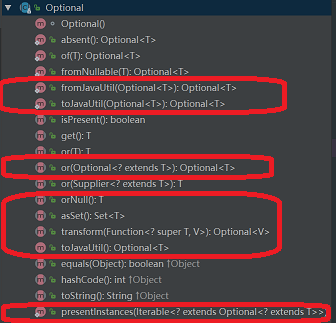 Optional
Optional()
absent(): Optional<T>
of(T): Optional<T>
fromNullable(T): Optional<T>
fromJavaUtil(Optional<T>): Optional<T>
toJavaUtil(Optional<T>): Optional<T>
isPresent(): boolean
get(): T
or(T): T
or(Optional<? extends T>): Optional<T>
or(Supplier<? extends T>): T
orNull(): T
asSet(): Set<T>
transform(Function<? super T, V>): Optional<V>
toJavaUtil(): Optional<T>
equals(Object): boolean ↑Object
hashCode(): int ↑Object
toString(): String ↑Object
presentInstances(Iterable<? extends Optional<? extends T>>